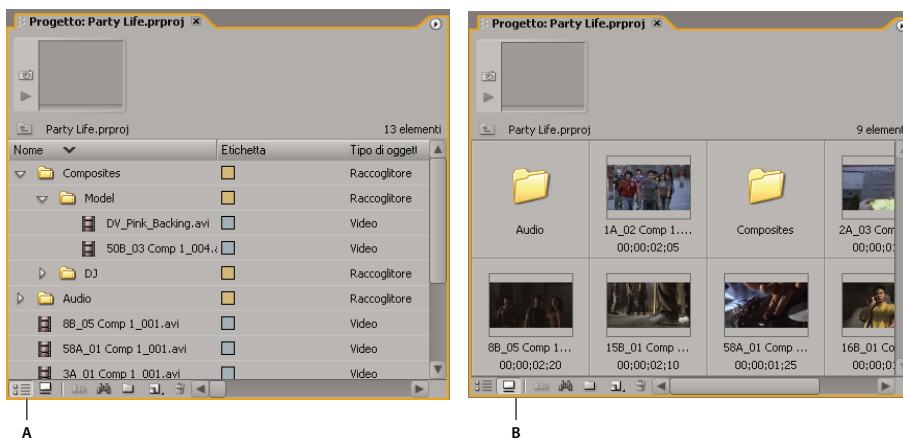 Progetto: Party Life.prproj
Party Life.prproj 13 elementi
Nome Etichetta Tipo di oggett
Composites Raccoglitore
Model Raccoglitore
DV_Pink_Backing.avi Video
50B_03 Comp 1_004.a Video
DJ Raccoglitore
Audio Raccoglitore
8B_05 Comp 1_001.avi Video
58A_01 Comp 1_001.avi Video
3A_01 Comp 1_001.avi Video
A
Progetto: Party Life.prproj
Party Life.prproj 9 element
Audio 1A_02 Comp 1.... Composites 2A_03 Com
00;00;02;05 00;00;0
8B_05 Comp 1... 15B_01 Comp ... 58A_01 Comp ... 16B_01 Co
00;00;02;20 00;00;02;10 00;00;01;25 00;00;0
B